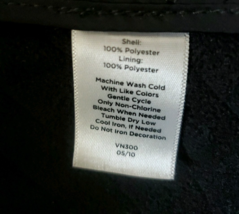 Shell:
100% Polyester
Lining:
100% Polyester
Machine Wash Cold
With Like Colors
Gentle Cycle
Only Non-Chlorine
Bleach When Needed
Tumble Dry Low
Cool Iron, If Needed
Do Not Iron Decoration
VN300
05/10